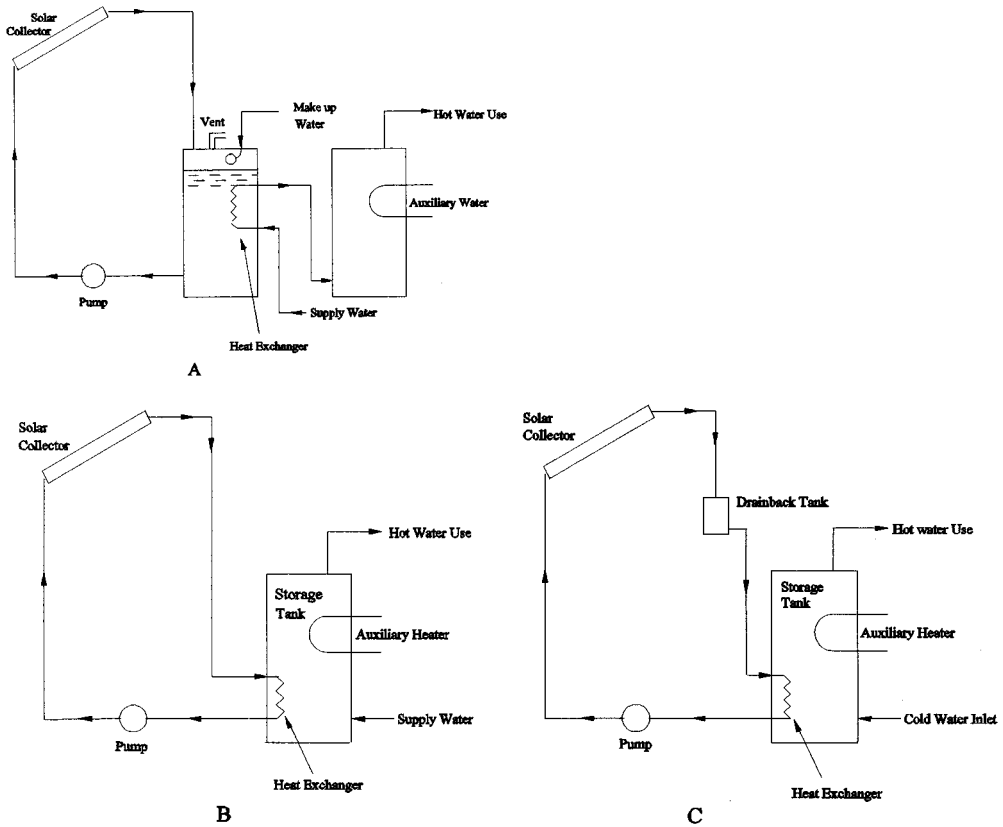 Solar
Collector
Make up
Water
Vent
Hot Water Use
Auxiliary Water
Pump
Supply Water
Heat Exchanger
A
Solar
Collector
Hot Water Use
Storage
Tank
Auxiliary Heater
Supply Water
Pump
Heat Exchanger
B
Solar
Collector
Drainback Tank
Hot water Use
Storage
Tank
Auxiliary Heater
Cold Water Inlet
Pump
Heat Exchanger
C